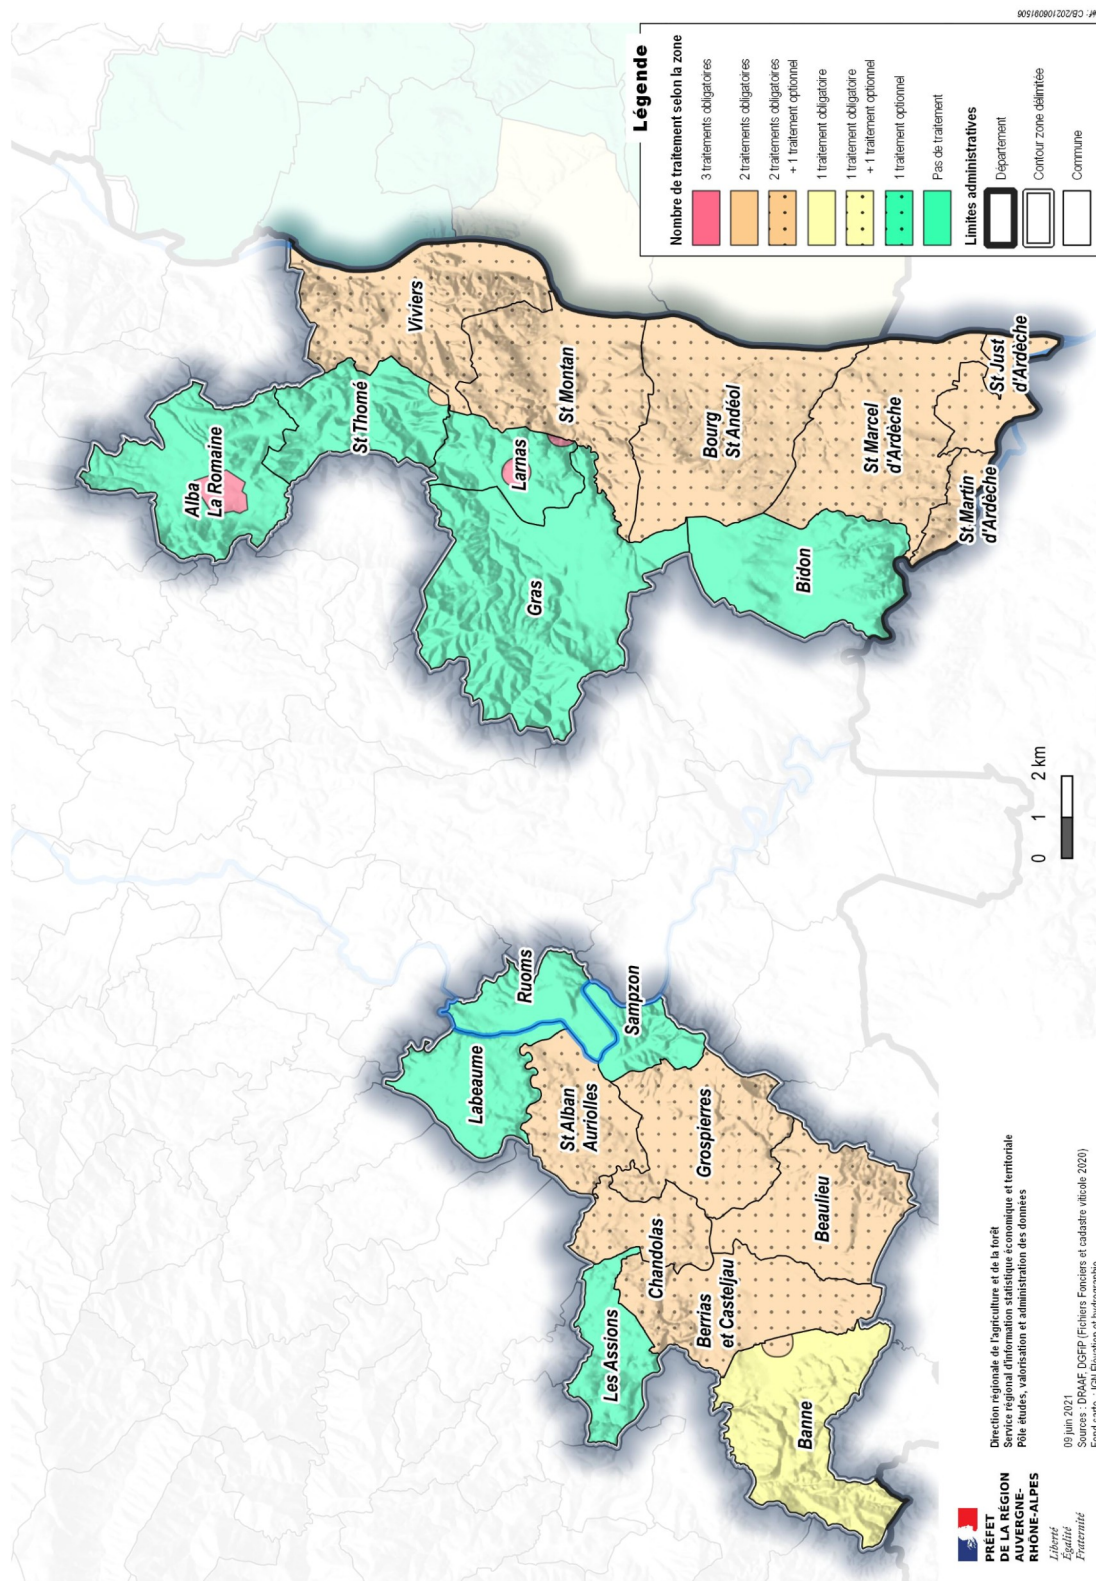 Légende
Nombre de traitement selon la zone
3 traitements obligatoires
2 traitements obligatoires
2 traitements obligatoires
+ 1 traitement optionnel
1 traitement obligatoire
1 traitement obligatoire
+ 1 traitement optionnel
1 traitement optionnel
Pas de traitement
Limites administratives
Département
Contour zone délimitée
Commune
Alba
La Romaine
St Thomé
Viviers
Larnas
St Montan
Gras
Bourg
St Andéol
Bidon
St Marcel
d'Ardèche
St Martin
d'Ardèche
St Just
d'Ardèche
Ruoms
Labeaume
Sampzon
St Alban
Auriolles
Grospierres
Chandolas
Beaulieu
Les Assions
Berrias
et Casteljau
Banne
0 1 2 km
PRÉFET
DE LA RÉGION
AUVERGNE-
RHÔNE-ALPES
Liberté
Égalité
Fraternité
Direction régionale de l'agriculture et de la forêt
Service régional d'information statistique économique et territoriale
Pôle études, valorisation et administration des données
09 juin 2021
Sources : DRAAF, DGFIP (Fichiers Fonciers et cadastre viticole 2020)